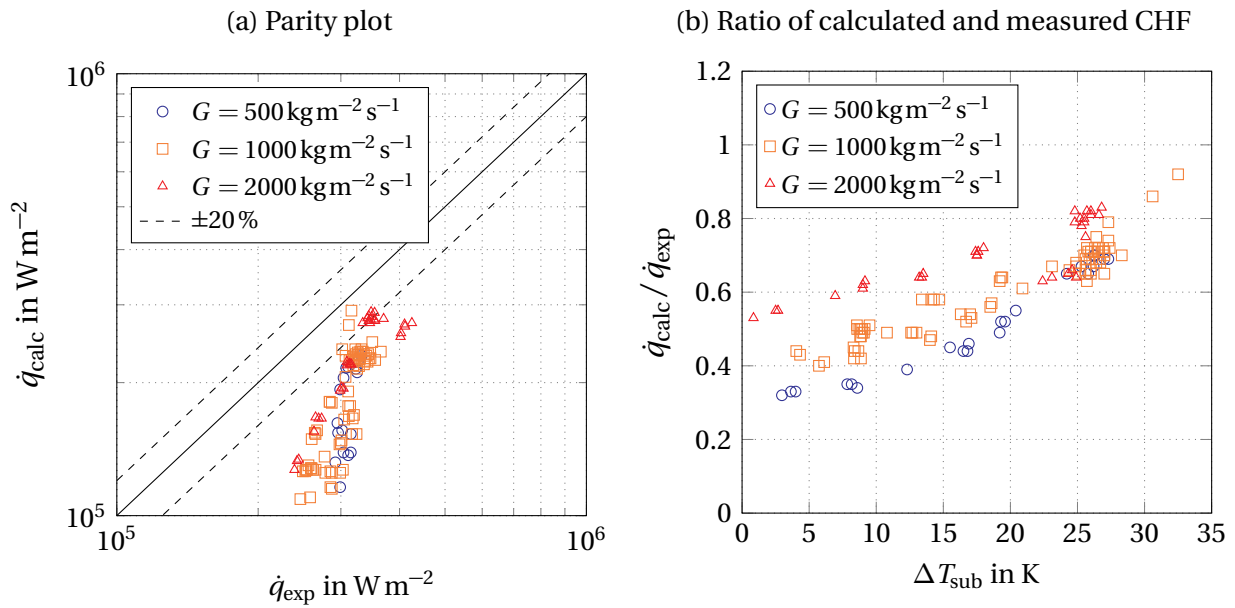 (a) Parity plot
10⁶
G = 500 kg m⁻² s⁻¹
G = 1000 kg m⁻² s⁻¹
G = 2000 kg m⁻² s⁻¹
±20 %
q̇calc in W m⁻²
10⁵
10⁵
10⁶
q̇exp in W m⁻²
(b) Ratio of calculated and measured CHF
1.2
1
0.8
0.6
0.4
0.2
0
G = 500 kg m⁻² s⁻¹
G = 1000 kg m⁻² s⁻¹
G = 2000 kg m⁻² s⁻¹
q̇calc / q̇exp
0 5 10 15 20 25 30 35
ΔTsub in K